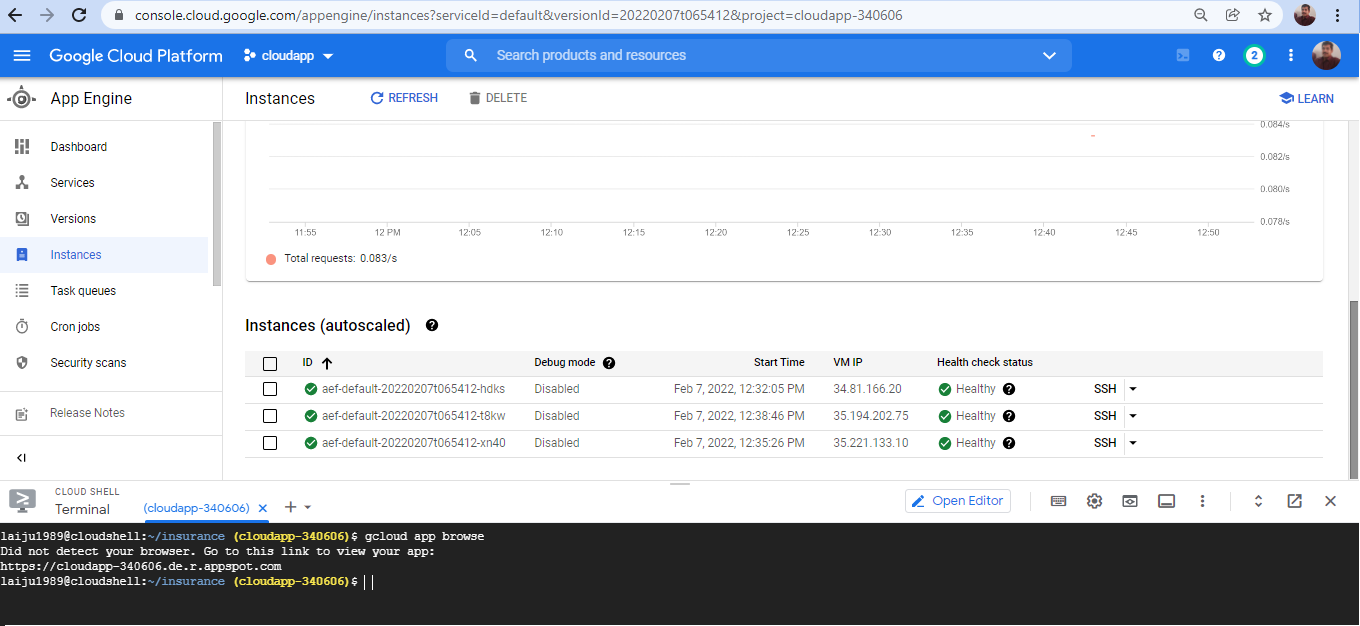 console.cloud.google.com/appengine/instances?serviceId=default&versionId=20220207t065412&project=cloudapp-340606
Google Cloud Platform cloudapp Search products and resources 2
App Engine Instances REFRESH DELETE LEARN
Dashboard
Services
Versions
Instances
Task queues
Cron jobs
Security scans
Release Notes
0.084/s
0.082/s
0.080/s
0.078/s
11:55 12 PM 12:05 12:10 12:15 12:20 12:25 12:30 12:35 12:40 12:45 12:50
Total requests: 0.083/s
Instances (autoscaled)
ID Debug mode Start Time VM IP Health check status
aef-default-20220207t065412-hdks Disabled Feb 7, 2022, 12:32:05 PM 34.81.166.20 Healthy SSH
aef-default-20220207t065412-t8kw Disabled Feb 7, 2022, 12:38:46 PM 35.194.202.75 Healthy SSH
aef-default-20220207t065412-xn40 Disabled Feb 7, 2022, 12:35:26 PM 35.221.133.10 Healthy SSH
CLOUD SHELL
Terminal (cloudapp-340606) Open Editor
laiju1989@cloudshell:~/insurance (cloudapp-340606)$ gcloud app browse
Did not detect your browser. Go to this link to view your app:
https://cloudapp-340606.de.r.appspot.com
laiju1989@cloudshell:~/insurance (cloudapp-340606)$